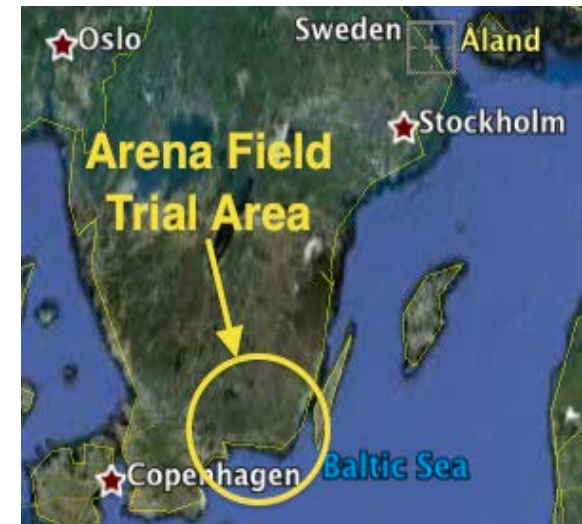 Oslo
Sweden
Åland
Stockholm
Arena Field
Trial Area
Copenhagen
Baltic Sea